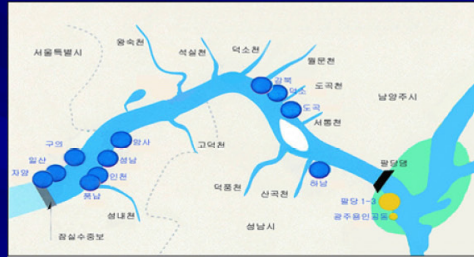 서울특별시
왕숙천
석실천
덕소천
월문천
강북
덕소
도곡천
도곡
남양주시
서통천
구의
암사
고덕천
일산
성남
자양
인천
풍납
덕풍천
산곡천
하남
팔당댐
성내천
성남시
팔당 1~3
광주용인공동
잠실수중보